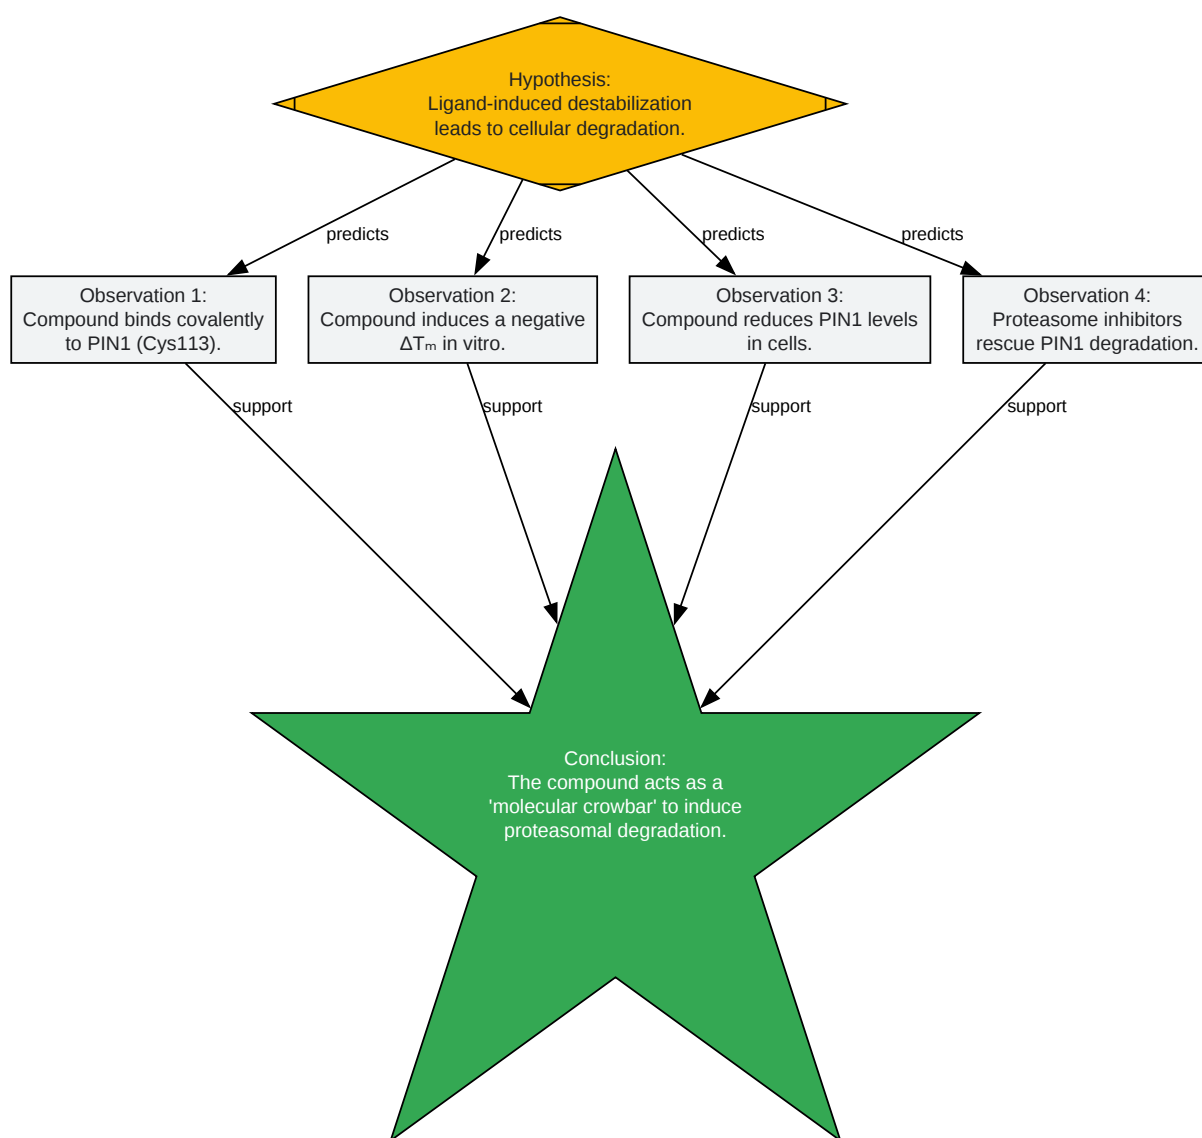 Hypothesis:
Ligand-induced destabilization
leads to cellular degradation.
predicts
predicts
predicts
predicts
Observation 1:
Compound binds covalently
to PIN1 (Cys113).
Observation 2:
Compound induces a negative
ΔTₘ in vitro.
Observation 3:
Compound reduces PIN1 levels
in cells.
Observation 4:
Proteasome inhibitors
rescue PIN1 degradation.
support
support
support
support
Conclusion:
The compound acts as a
'molecular crowbar' to induce
proteasomal degradation.